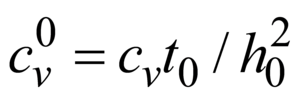 $c_v^0 = c_v t_0 / h_0^2$